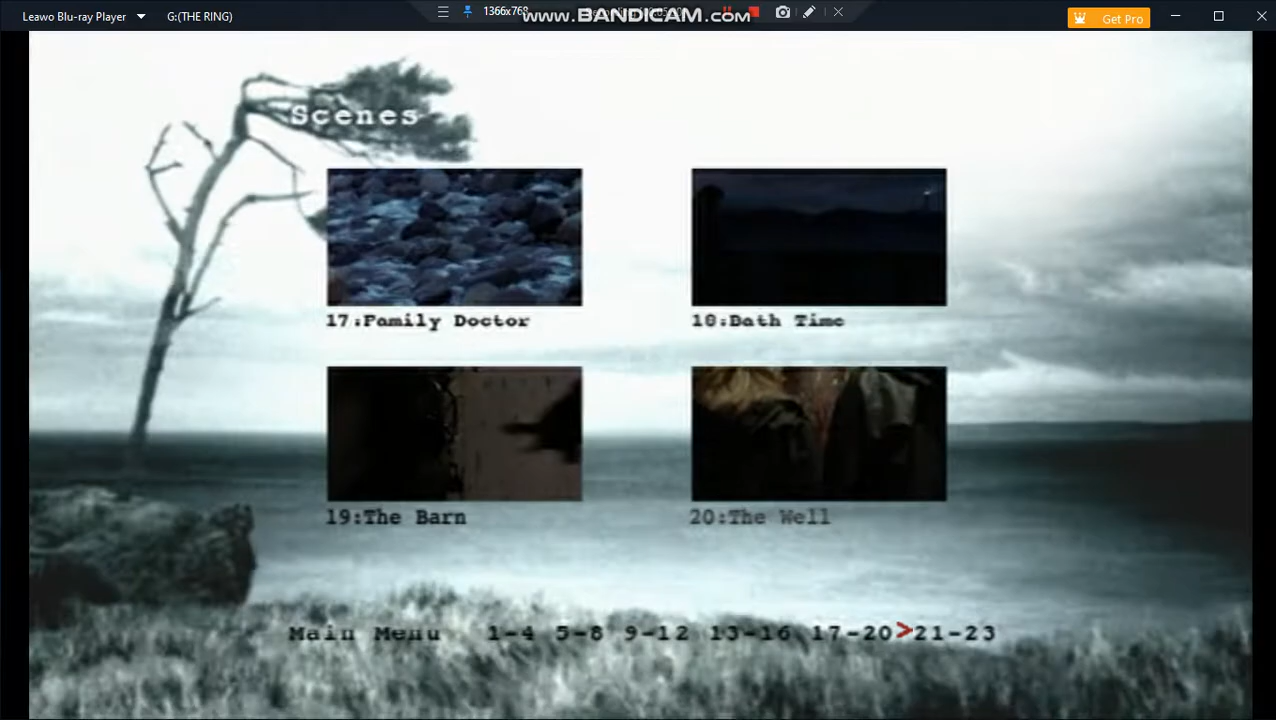 Leawo Blu-ray Player G:(THE RING) 1366x768 Get Pro
www.BANDICAM.com
Scenes
17:Family Doctor 18:Bath Time
19:The Barn 20:The Well
Main Menu 1-4 5-8 9-12 13-16 17-20>21-23